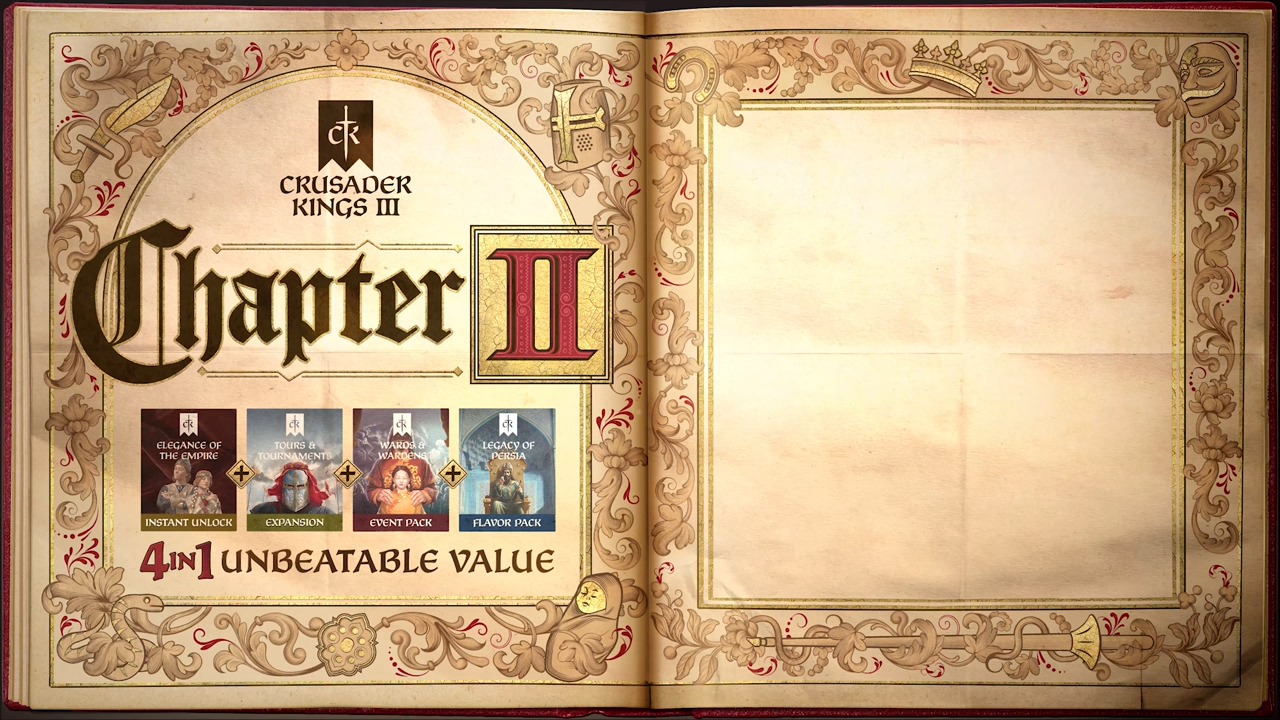 CK
CRUSADER
KINGS III
Chapter II
ELEGANCE OF
THE EMPIRE
INSTANT UNLOCK
+
TOURS &
TOURNAMENTS
EXPANSION
+
WARDS &
WARDENS
EVENT PACK
+
LEGACY OF
PERSIA
FLAVOR PACK
4IN1 UNBEATABLE VALUE